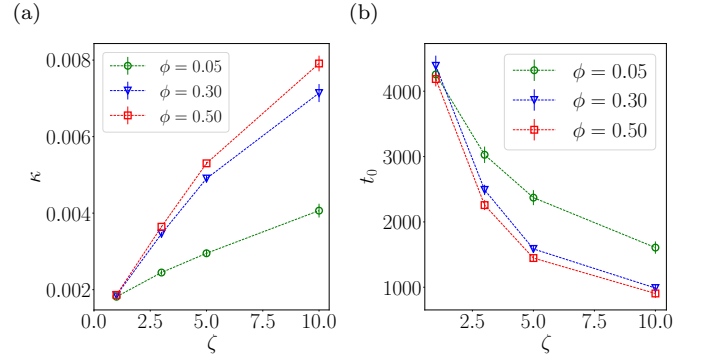 (a)
κ
0.008
0.006
0.004
0.002
ϕ = 0.05
ϕ = 0.30
ϕ = 0.50
0.0 2.5 5.0 7.5 10.0
ζ
(b)
t₀
4000
3000
2000
1000
ϕ = 0.05
ϕ = 0.30
ϕ = 0.50
2.5 5.0 7.5 10.0
ζ